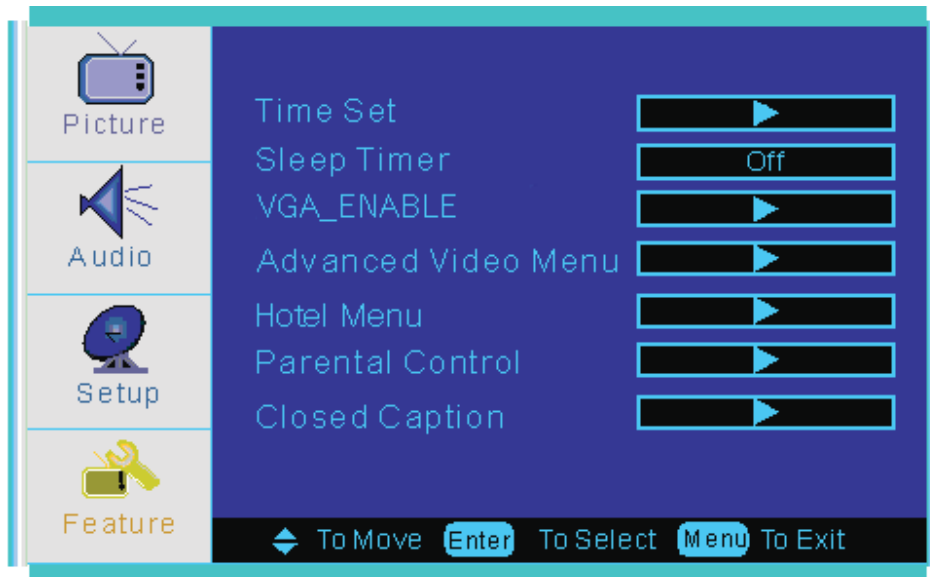 Picture
Audio
Setup
Feature
Time Set
Sleep Timer Off
VGA_ENABLE
Advanced Video Menu
Hotel Menu
Parental Control
Closed Caption
To Move Enter To Select Menu To Exit